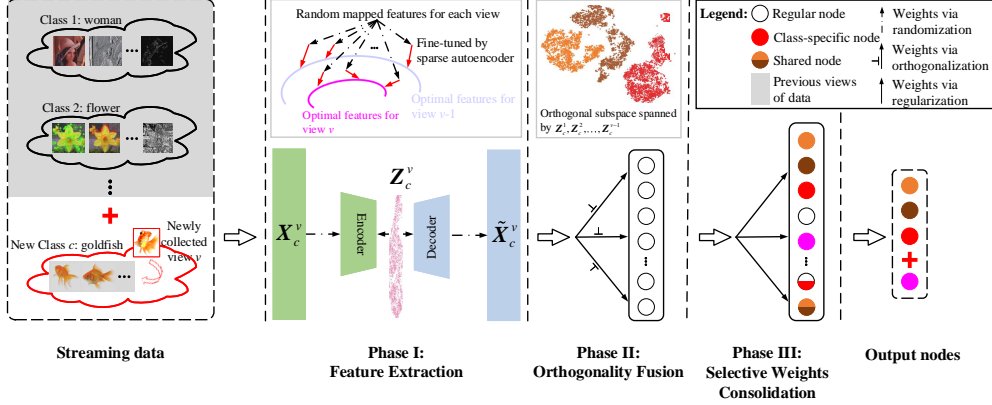 Class 1: woman
...
Class 2: flower
...
New Class c: goldfish
Newly
collected
view v
...
Streaming data
Random mapped features for each view
...
Fine-tuned by
sparse autoencoder
Optimal features for
view v-1
Optimal features for
view v
X_c^v
Encoder
Z_c^v
Decoder
X̃_c^v
Phase I:
Feature Extraction
Orthogonal subspace spanned
by Z_c^1, Z_c^2, ..., Z_c^{v-1}
...
Phase II:
Orthogonality Fusion
Legend:
Regular node
Class-specific node
Shared node
Previous views
of data
Weights via
randomization
Weights via
orthogonalization
Weights via
regularization
...
Phase III:
Selective Weights
Consolidation
+
Output nodes